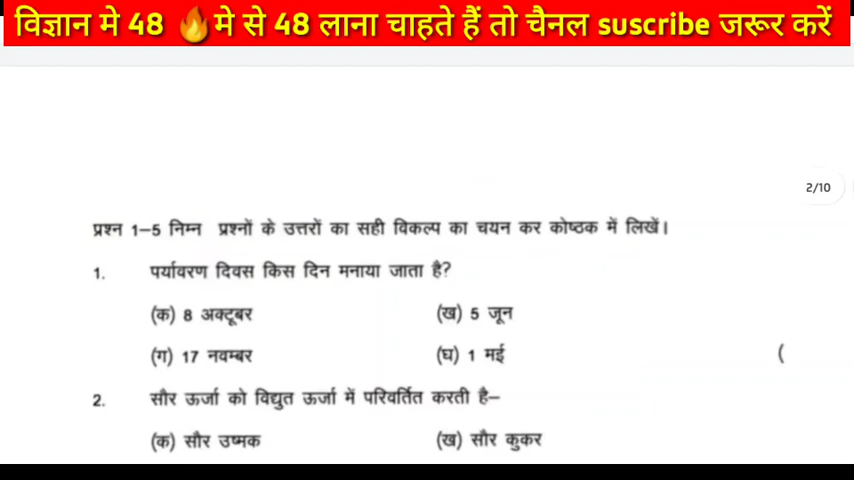 विज्ञान मे 48 🔥 मे से 48 लाना चाहते हैं तो चैनल suscribe जरूर करें
2/10
प्रश्न 1–5 निम्न प्रश्नों के उत्तरों का सही विकल्प का चयन कर कोष्ठक में लिखें।
1. पर्यावरण दिवस किस दिन मनाया जाता है?
(क) 8 अक्टूबर (ख) 5 जून
(ग) 17 नवम्बर (घ) 1 मई (
2. सौर ऊर्जा को विद्युत ऊर्जा में परिवर्तित करती है–
(क) सौर उष्मक (ख) सौर कुकर